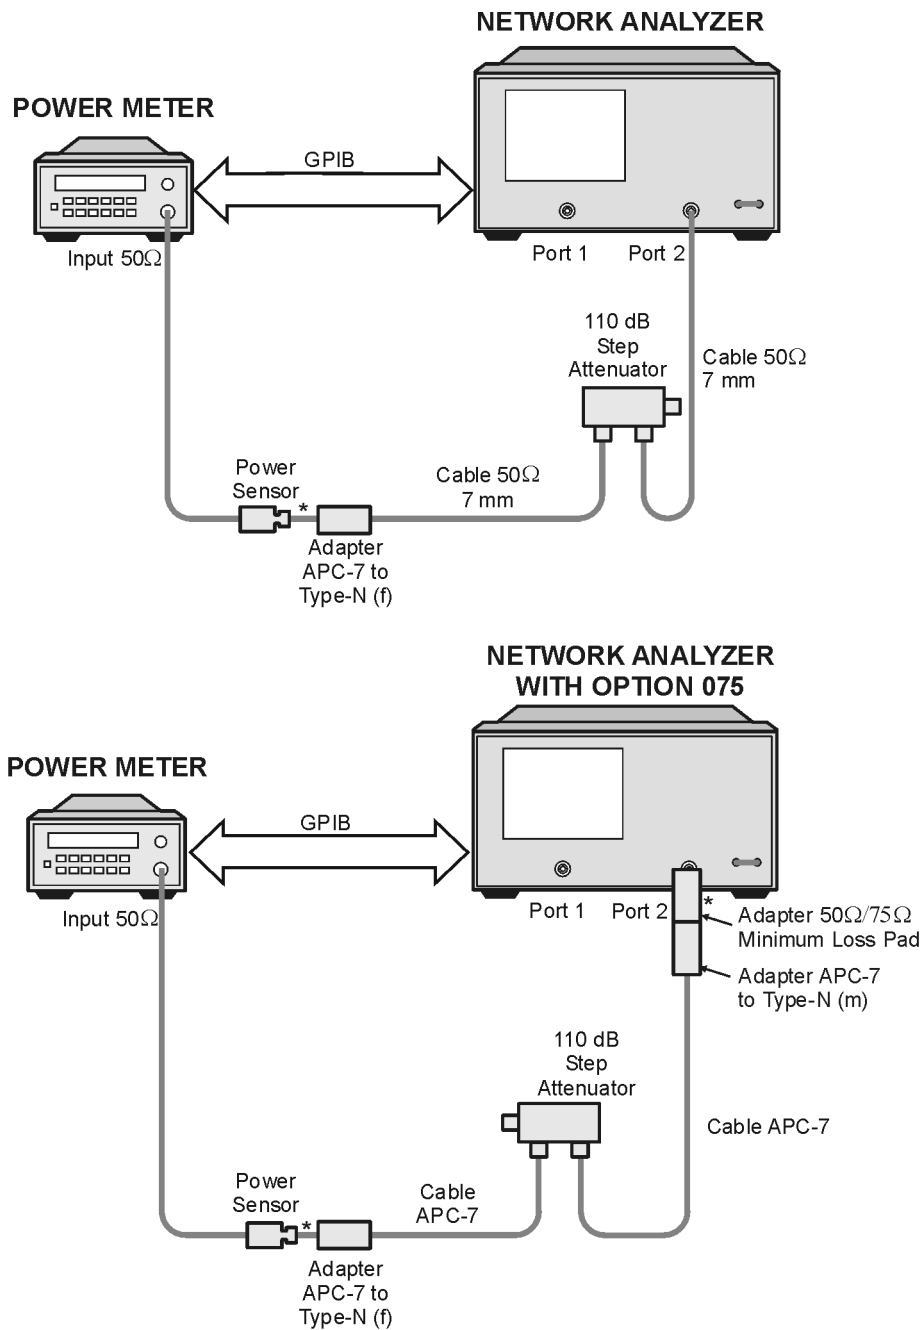 NETWORK ANALYZER
POWER METER
GPIB
Input 50Ω
Port 1
Port 2
110 dB
Step
Attenuator
Cable 50Ω
7 mm
Power
Sensor
*
Cable 50Ω
7 mm
Adapter
APC-7 to
Type-N (f)
NETWORK ANALYZER
WITH OPTION 075
POWER METER
GPIB
Input 50Ω
Port 1
Port 2
*
Adapter 50Ω/75Ω
Minimum Loss Pad
Adapter APC-7
to Type-N (m)
110 dB
Step
Attenuator
Cable APC-7
Power
Sensor
*
Cable
APC-7
Adapter
APC-7 to
Type-N (f)